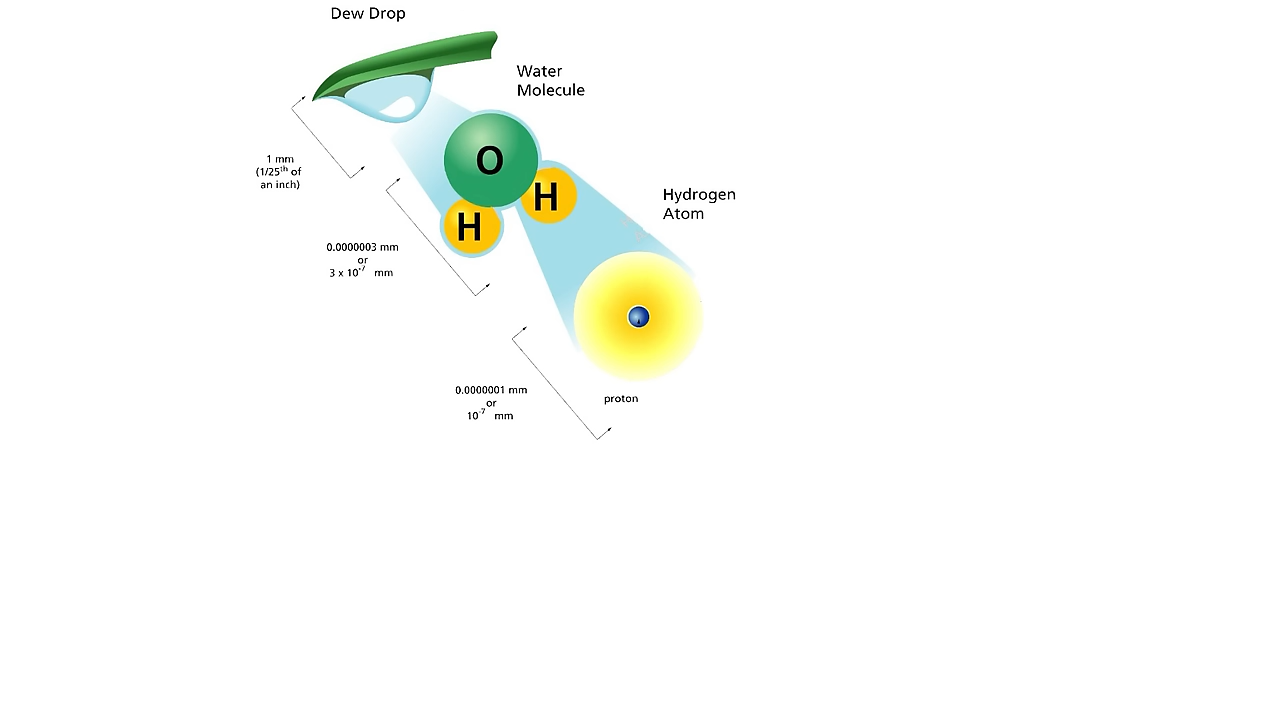 Dew Drop
Water
Molecule
O
H
H
1 mm
(1/25th of
an inch)
Hydrogen
Atom
0.0000003 mm
or
3 x 10-7 mm
0.0000001 mm
or
10-7 mm
proton